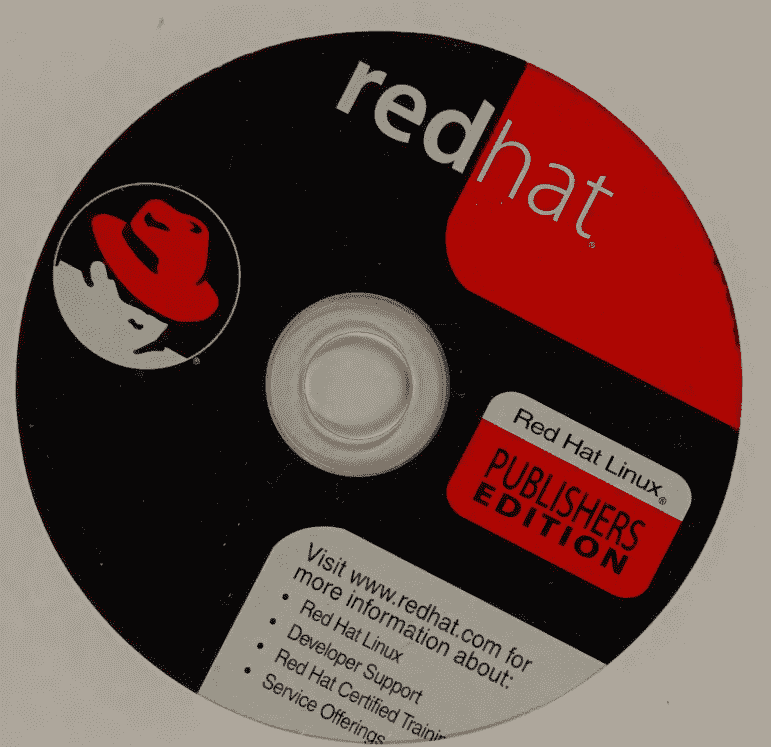 redhat®
®
Red Hat Linux®
PUBLISHERS
EDITION
Visit www.redhat.com for
more information about:
• Red Hat Linux
• Developer Support
• Red Hat Certified
• Service Offerings